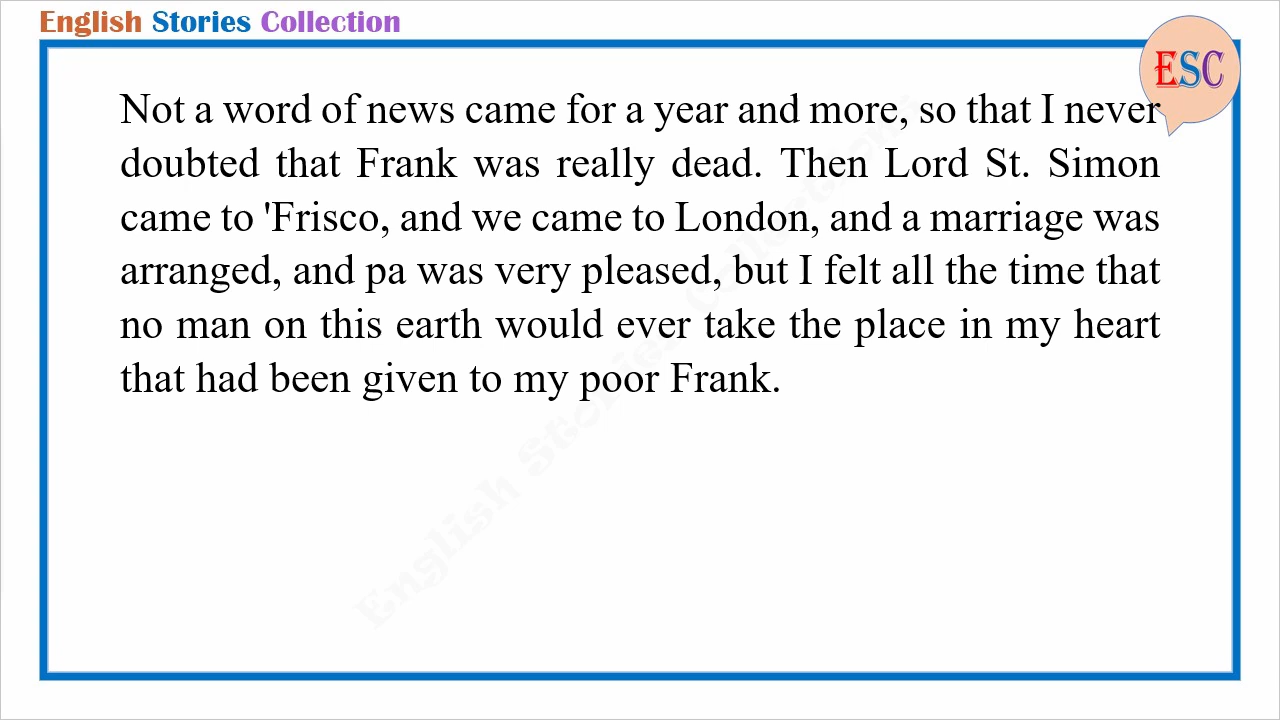 English Stories Collection
ESC
Not a word of news came for a year and more, so that I never
doubted that Frank was really dead. Then Lord St. Simon
came to 'Frisco, and we came to London, and a marriage was
arranged, and pa was very pleased, but I felt all the time that
no man on this earth would ever take the place in my heart
that had been given to my poor Frank.
English Stories Collections